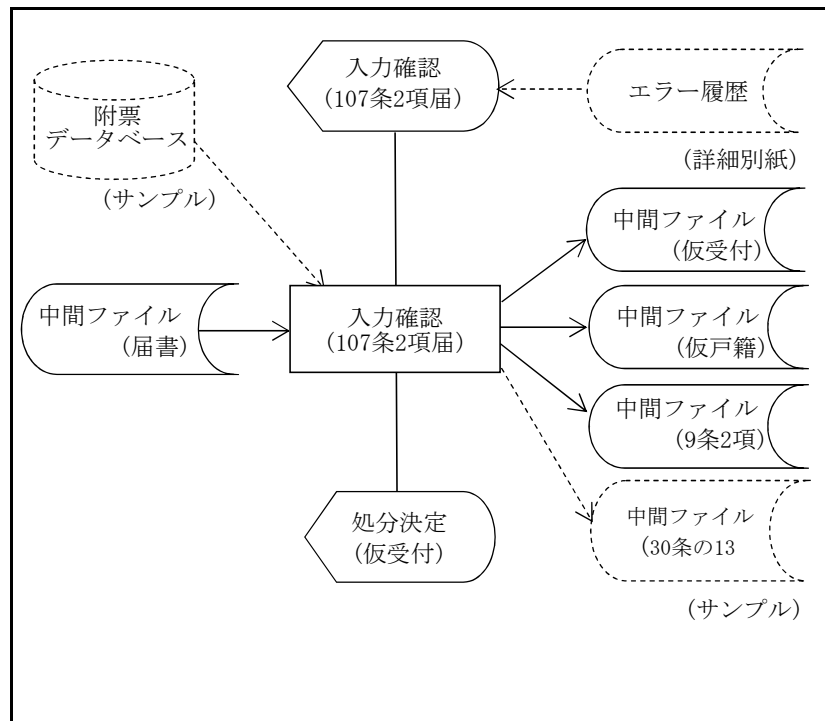 入力確認
(107条2項届)
エラー履歴
(詳細別紙)
附票
データベース
(サンプル)
中間ファイル
(仮受付)
中間ファイル
(届書)
入力確認
(107条2項届)
中間ファイル
(仮戸籍)
中間ファイル
(9条2項)
処分決定
(仮受付)
中間ファイル
(30条の13
(サンプル)